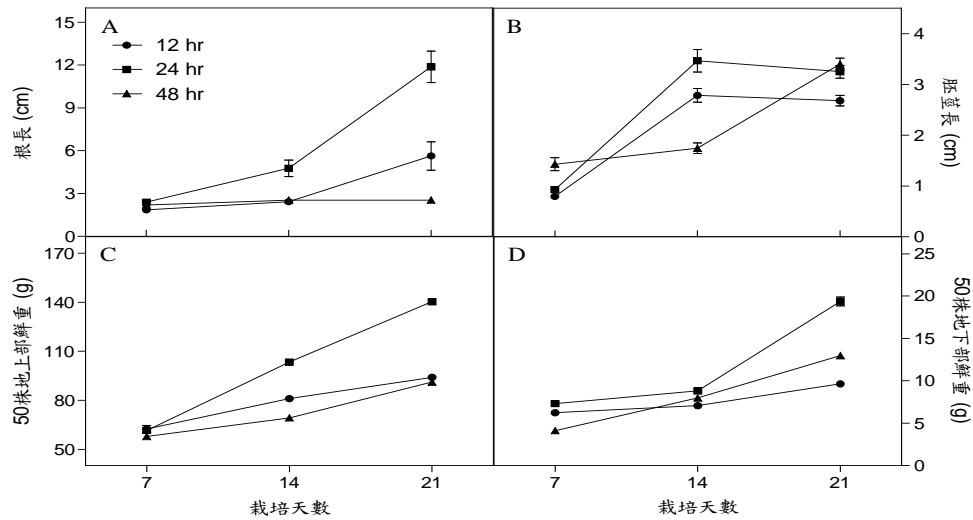 A
15
12
9
6
3
0
根長 (cm)
12 hr
24 hr
48 hr
B
4
3
2
1
0
胚莖長 (cm)
C
170
140
110
80
50
50株地上部鮮重 (g)
7
14
21
栽培天數
D
25
20
15
10
5
0
50株地下部鮮重 (g)
7
14
21
栽培天數